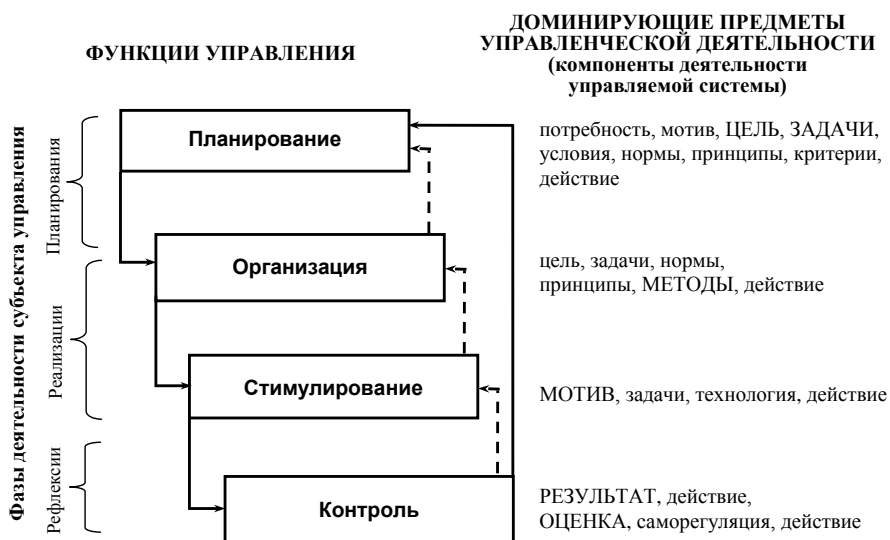 ФУНКЦИИ УПРАВЛЕНИЯ
ДОМИНИРУЮЩИЕ ПРЕДМЕТЫ
УПРАВЛЕНЧЕСКОЙ ДЕЯТЕЛЬНОСТИ
(компоненты деятельности
управляемой системы)
Фазы деятельности субъекта управления
Планирования
Планирование
потребность, мотив, ЦЕЛЬ, ЗАДАЧИ,
условия, нормы, принципы, критерии,
действие
Реализации
Организация
цель, задачи, нормы,
принципы, МЕТОДЫ, действие
Стимулирование
МОТИВ, задачи, технология, действие
Рефлексии
Контроль
РЕЗУЛЬТАТ, действие,
ОЦЕНКА, саморегуляция, действие